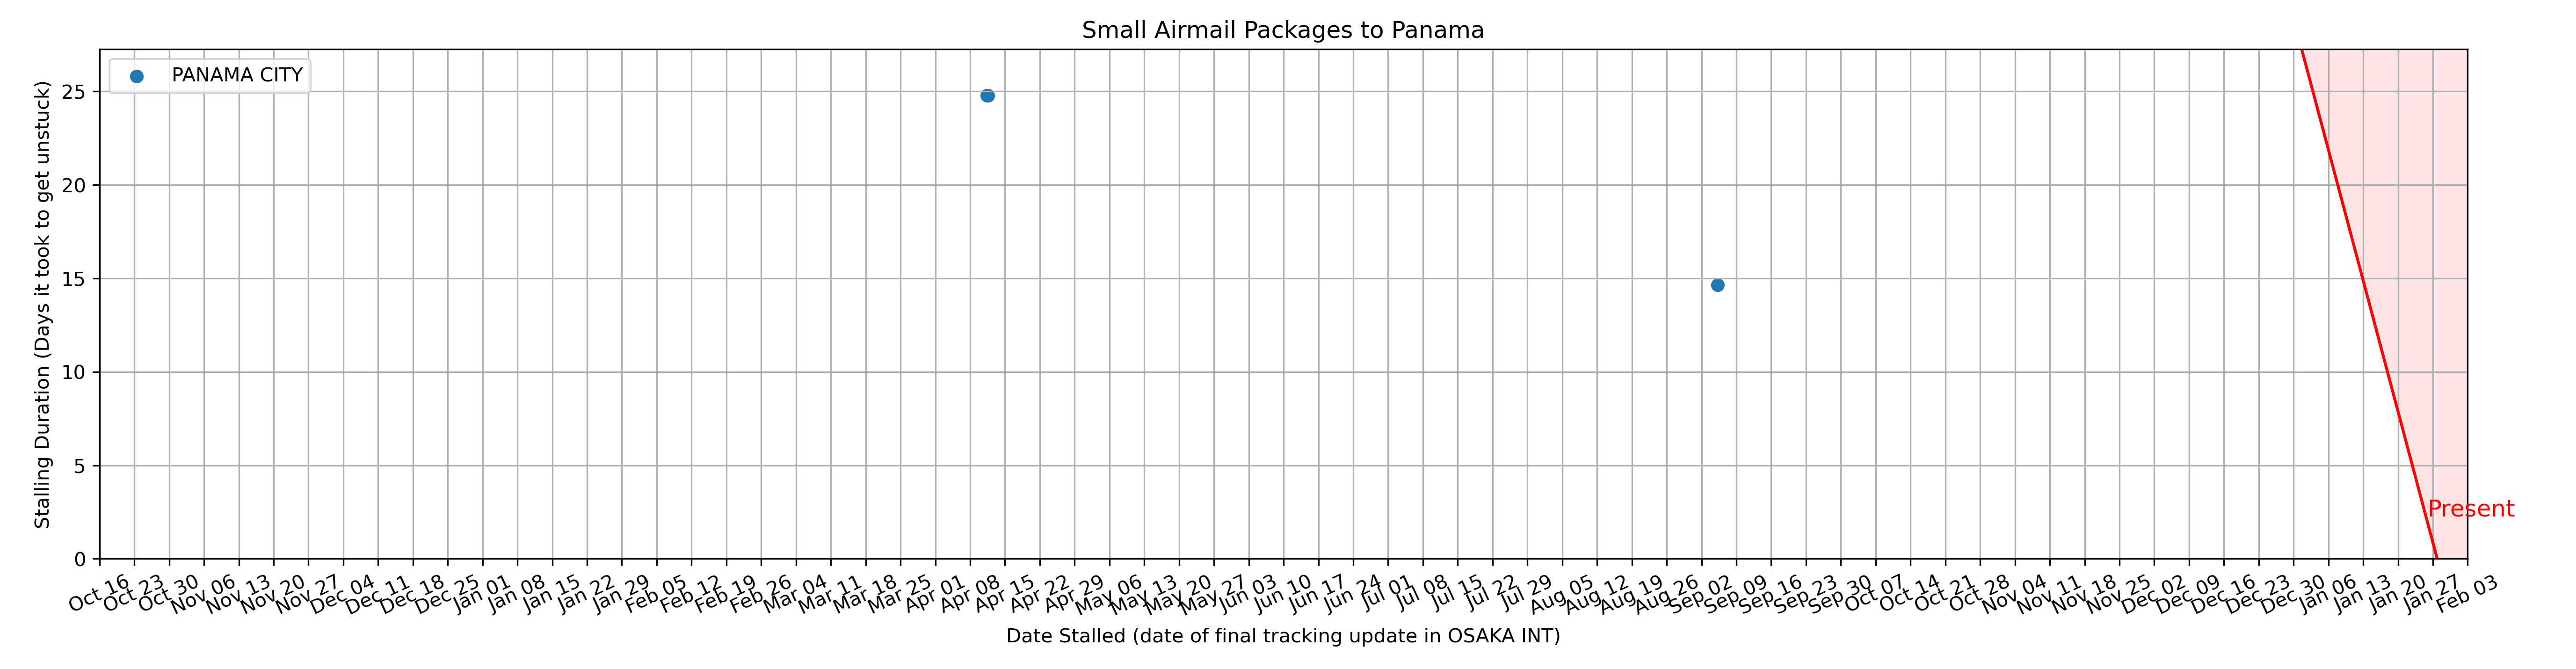 Small Airmail Packages to Panama
PANAMA CITY
Stalling Duration (Days it took to get unstuck)
25
20
15
10
5
0
Present
Oct 16 Oct 23 Oct 30 Nov 06 Nov 13 Nov 20 Nov 27 Dec 04 Dec 11 Dec 18 Dec 25 Jan 01 Jan 08 Jan 15 Jan 22 Jan 29 Feb 05 Feb 12 Feb 19 Feb 26 Mar 04 Mar 11 Mar 18 Mar 25 Apr 01 Apr 08 Apr 15 Apr 22 Apr 29 May 06 May 13 May 20 May 27 Jun 03 Jun 10 Jun 17 Jun 24 Jul 01 Jul 08 Jul 15 Jul 22 Jul 29 Aug 05 Aug 12 Aug 19 Aug 26 Sep 02 Sep 09 Sep 16 Sep 23 Sep 30 Oct 07 Oct 14 Oct 21 Oct 28 Nov 04 Nov 11 Nov 18 Nov 25 Dec 02 Dec 09 Dec 16 Dec 23 Dec 30 Jan 06 Jan 13 Jan 20 Jan 27 Feb 03
Date Stalled (date of final tracking update in OSAKA INT)